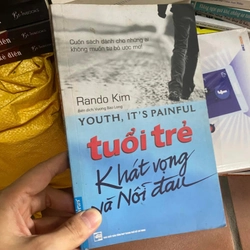 Cuốn sách dành cho những ai
không muốn từ bỏ ước mơ!
Rando Kim
YOUTH, IT'S PAINFUL
tuổi trẻ
Khát vọng
và Nỗi đau